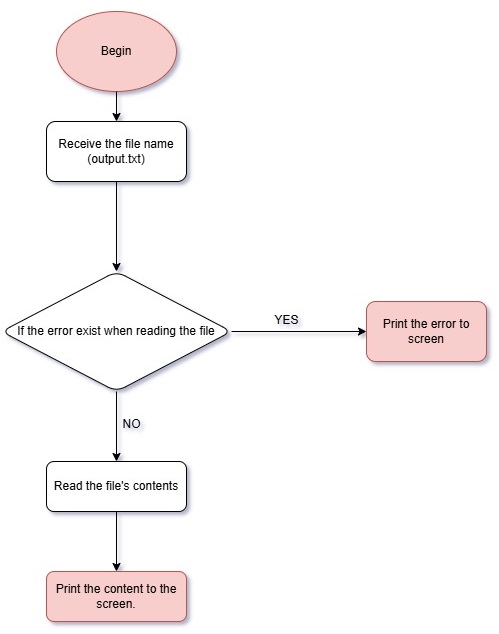 Begin
Receive the file name
(output.txt)
If the error exist when reading the file
YES
Print the error to
screen
NO
Read the file's contents
Print the content to the
screen.